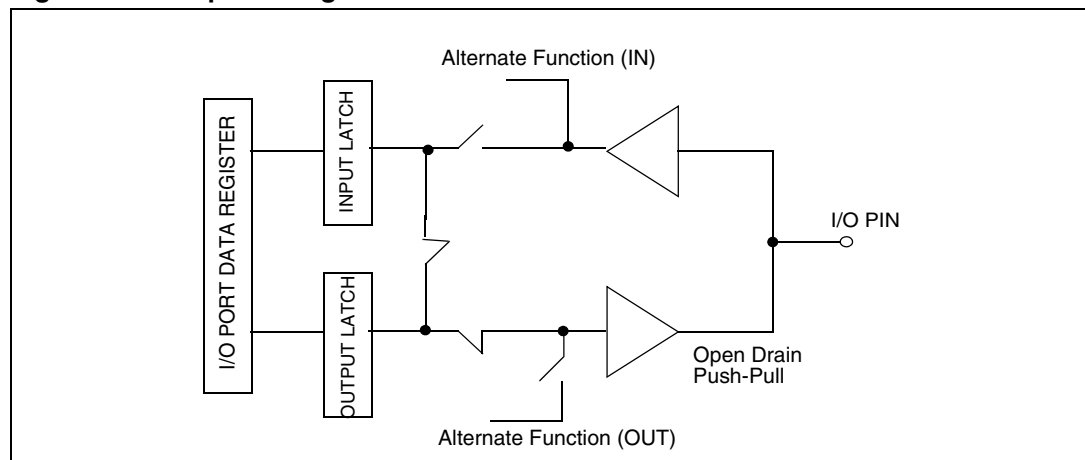 Alternate Function (IN)
I/O PORT DATA REGISTER
INPUT LATCH
I/O PIN
OUTPUT LATCH
Open Drain
Push-Pull
Alternate Function (OUT)